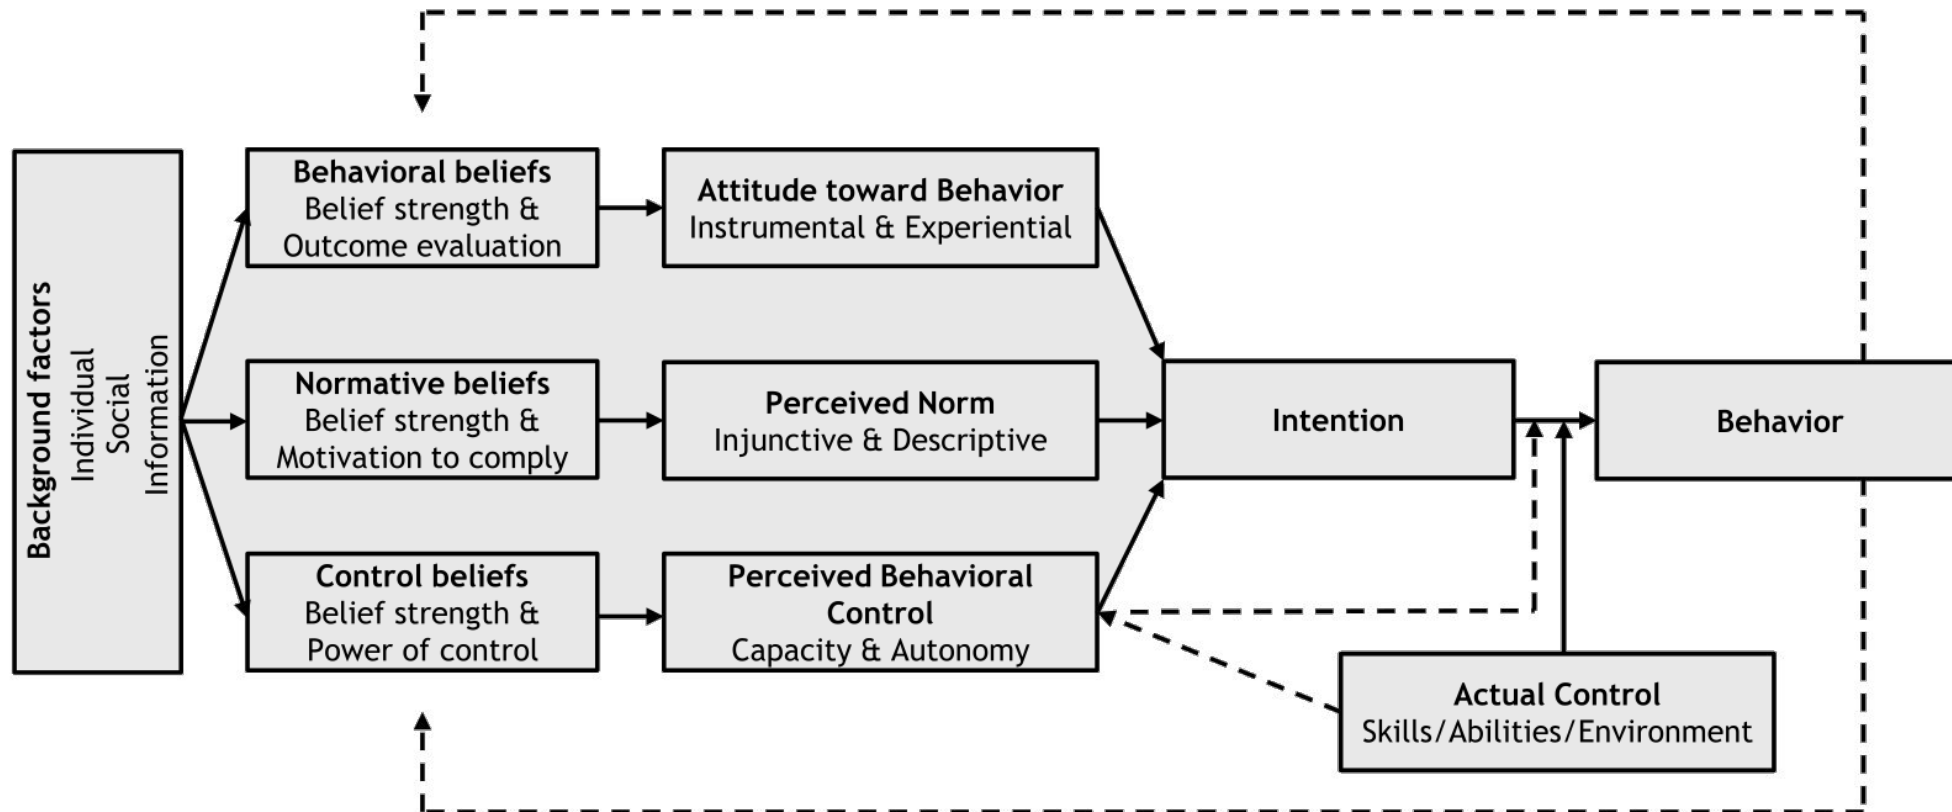 Background factors
Individual
Social
Information
Behavioral beliefs
Belief strength &
Outcome evaluation
Attitude toward Behavior
Instrumental & Experiential
Normative beliefs
Belief strength &
Motivation to comply
Perceived Norm
Injunctive & Descriptive
Intention
Behavior
Control beliefs
Belief strength &
Power of control
Perceived Behavioral
Control
Capacity & Autonomy
Actual Control
Skills/Abilities/Environment